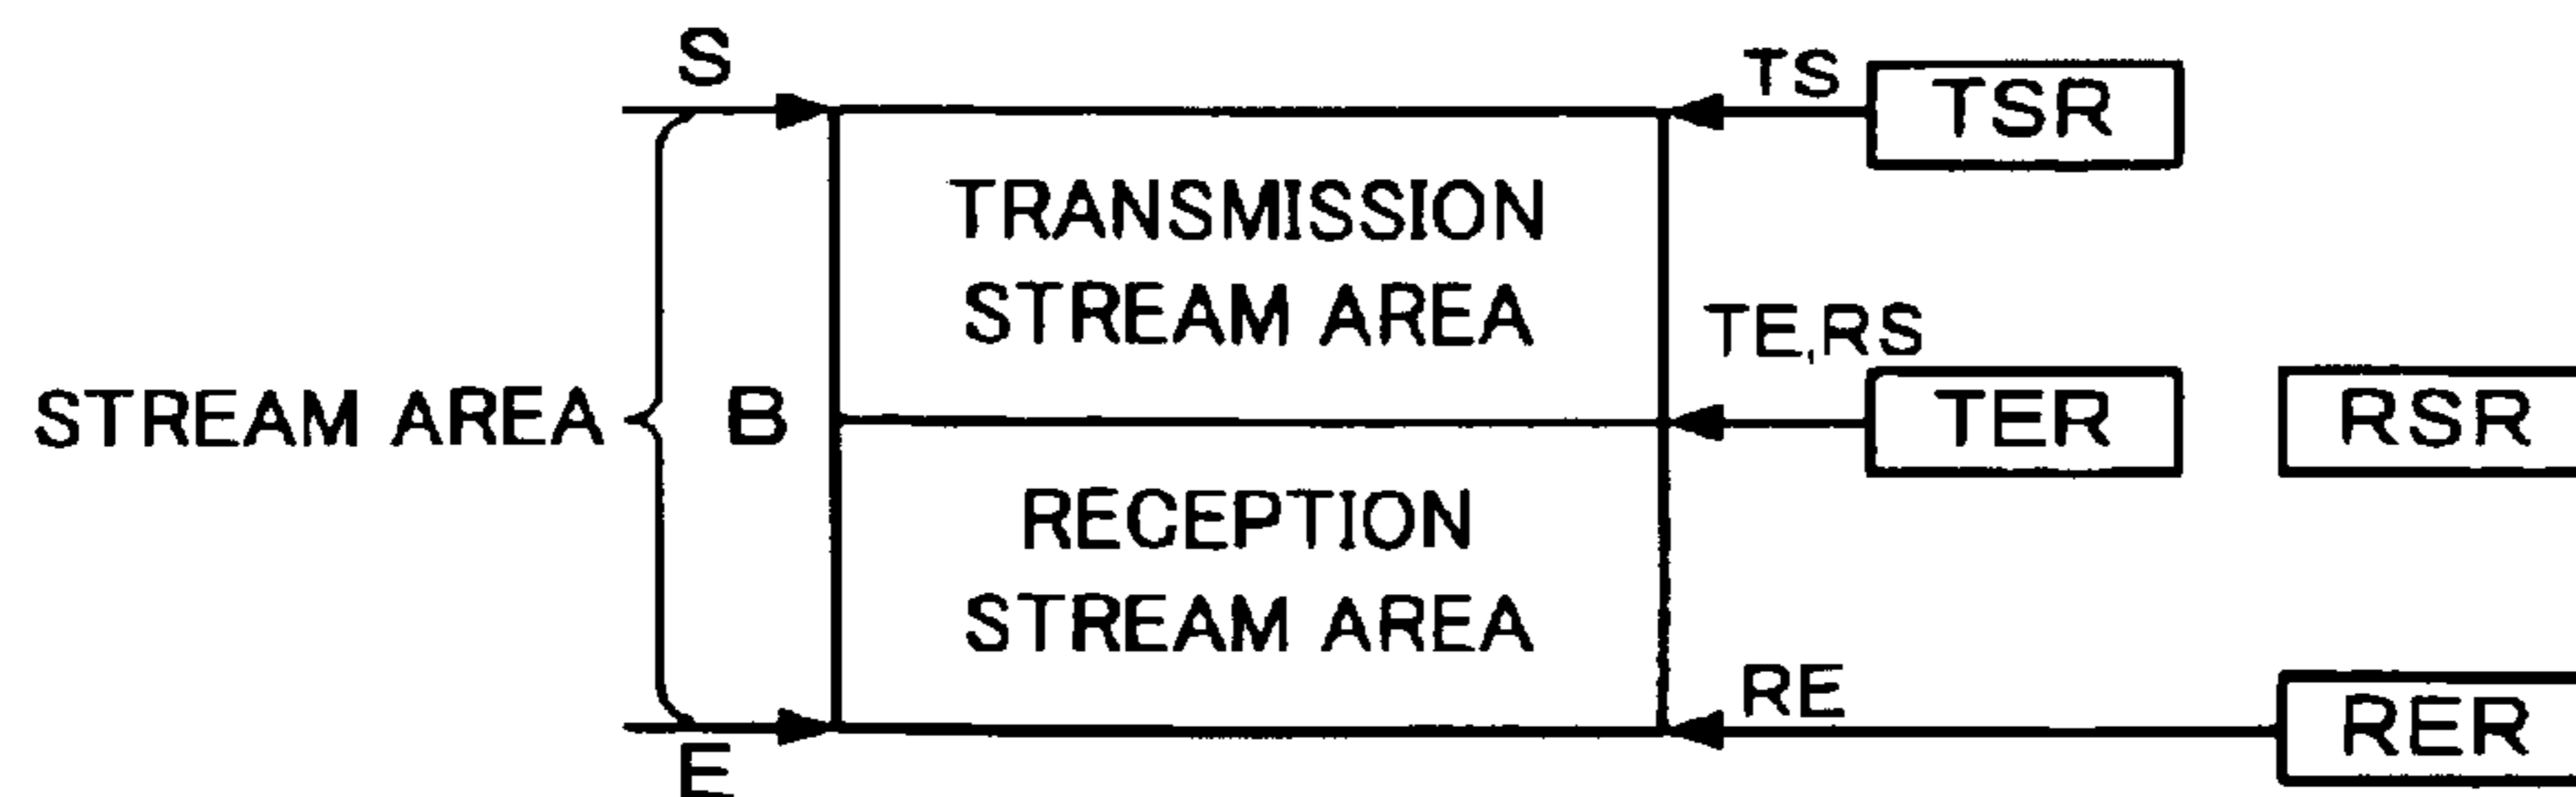 S
TS
TSR
TRANSMISSION
STREAM AREA
TE,RS
STREAM AREA
B
TER
RSR
RECEPTION
STREAM AREA
RE
RER
E